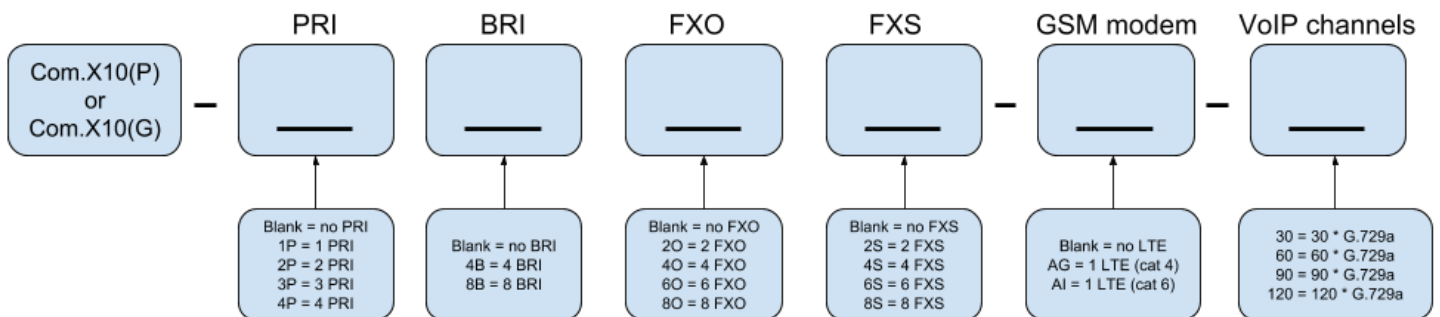 PRI
BRI
FXO
FXS
GSM modem
VoIP channels
Com.X10(P)
or
Com.X10(G)
–
–
–
Blank = no PRI
1P = 1 PRI
2P = 2 PRI
3P = 3 PRI
4P = 4 PRI
Blank = no BRI
4B = 4 BRI
8B = 8 BRI
Blank = no FXO
2O = 2 FXO
4O = 4 FXO
6O = 6 FXO
8O = 8 FXO
Blank = no FXS
2S = 2 FXS
4S = 4 FXS
6S = 6 FXS
8S = 8 FXS
Blank = no LTE
AG = 1 LTE (cat 4)
AI = 1 LTE (cat 6)
30 = 30 * G.729a
60 = 60 * G.729a
90 = 90 * G.729a
120 = 120 * G.729a